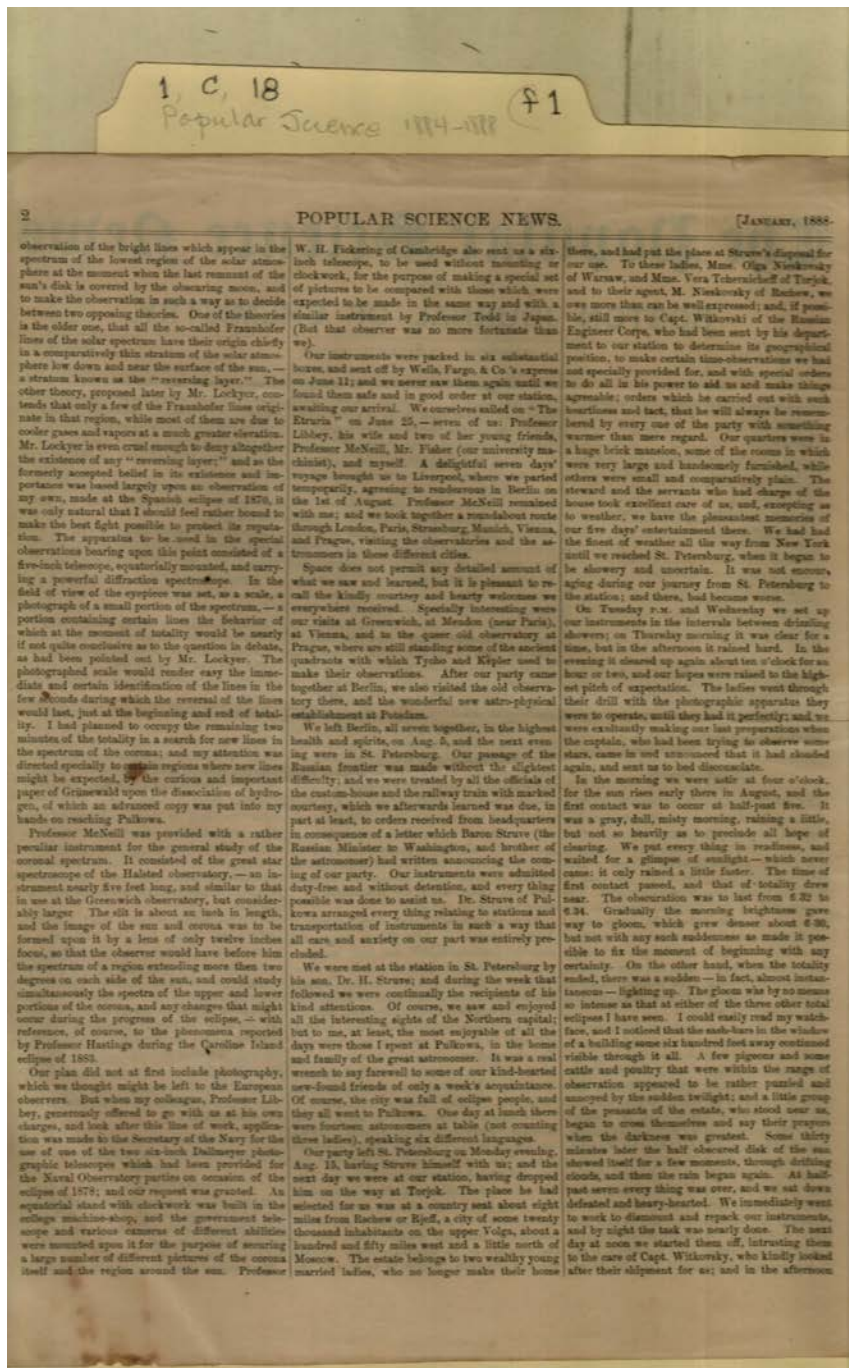 1, C, 18
f 1
Popular Science 1884-1888
2
POPULAR SCIENCE NEWS.
[JANUARY, 1888-
observation of the bright lines which appear in the
spectrum of the lowest region of the solar atmos-
phere at the moment when the last remnant of the
sun's disk is covered by the obscuring moon, and
to make the observation in such a way as to decide
between two opposing theories. One of the theories
is the older one, that all the so-called Fraunhofer
lines of the solar spectrum have their origin chiefly
in a comparatively thin stratum of the solar atmos-
phere low down and near the surface of the sun, —
a stratum known as the "reversing layer." The
other theory, proposed later by Mr. Lockyer, con-
tends that only a few of the Fraunhofer lines origi-
nate in that region, while most of them are due to
cooler gases and vapors at a much greater elevation.
Mr. Lockyer is even cruel enough to deny altogether
the existence of any "reversing layer;" and as the
formerly accepted belief in its existence and im-
portance was based largely upon an observation of
my own, made at the Spanish eclipse of 1870, it
was only natural that I should feel rather bound to
make the best fight possible to protect its reputa-
tion. The apparatus to be used in the special
observations bearing upon this point consisted of a
five-inch telescope, equatorially mounted, and carry-
ing a powerful diffraction spectroscope. In the
field of view of the eyepiece was set, as a scale, a
photograph of a small portion of the spectrum, — a
portion containing certain lines the behavior of
which at the moment of totality would be nearly
if not quite conclusive as to the question in debate,
as had been pointed out by Mr. Lockyer. The
photographed scale would render easy the imme-
diate and certain identification of the lines in the
few seconds during which the reversal of the lines
would last, just at the beginning and end of total-
ity. I had planned to occupy the remaining two
minutes of the totality in a search for new lines in
the spectrum of the corona; and my attention was
directed specially to certain regions where new lines
might be expected, by the curious and important
paper of Grünewald upon the dissociation of hydro-
gen, of which an advanced copy was put into my
hands on reaching Pulkowa.
Professor McNeill was provided with a rather
peculiar instrument for the general study of the
coronal spectrum. It consisted of the great star
spectroscope of the Halsted observatory, — an in-
strument nearly five feet long, and similar to that
in use at the Greenwich observatory, but consider-
ably larger The slit is about an inch in length,
and the image of the sun and corona was to be
formed upon it by a lens of only twelve inches
focus, so that the observer would have before him
the spectrum of a region extending more then two
degrees on each side of the sun, and could study
simultaneously the spectra of the upper and lower
portions of the corona, and any changes that might
occur during the progress of the eclipse, — with
reference, of course, to the phenomena reported
by Professor Hastings during the Caroline Island
eclipse of 1883.
Our plan did not at first include photography,
which we thought might be left to the European
observers. But when my colleague, Professor Lib-
bey, generously offered to go with us at his own
charges, and look after this line of work, applica-
tion was made to the Secretary of the Navy for the
use of one of the two six-inch Dallmeyer photo-
graphic telescopes which had been provided for
the Naval Observatory parties on occasion of the
eclipse of 1878; and our request was granted. An
equatorial stand with clockwork was built in the
college machine-shop, and the government tele-
scope and various cameras of different abilities
were mounted upon it for the purpose of securing
a large number of different pictures of the corona
itself and the region around the sun. Professor
W. H. Pickering of Cambridge also sent us a six-
inch telescope, to be used without mounting or
clockwork, for the purpose of making a special set
of pictures to be compared with those which were
expected to be made in the same way and with a
similar instrument by Professor Todd in Japan.
(But that observer was no more fortunate than
we).
Our instruments were packed in six substantial
boxes, and sent off by Wells, Fargo, & Co.'s express
on June 11; and we never saw them again until we
found them safe and in good order at our station,
awaiting our arrival. We ourselves sailed on "The
Etruria" on June 25, — seven of us: Professor
Libbey, his wife and two of her young friends,
Professor McNeill, Mr. Fisher (our university ma-
chinist), and myself. A delightful seven days'
voyage brought us to Liverpool, where we parted
temporarily, agreeing to rendezvous in Berlin on
the 1st of August. Professor McNeill remained
with me; and we took together a roundabout route
through London, Paris, Strassburg, Munich, Vienna,
and Prague, visiting the observatories and the as-
tronomers in these different cities.
Space does not permit any detailed account of
what we saw and learned, but it is pleasant to re-
call the kindly courtesy and hearty welcomes we
everywhere received. Specially interesting were
our visits at Greenwich, at Meudon (near Paris),
at Vienna, and to the queer old observatory at
Prague, where are still standing some of the ancient
quadrants with which Tycho and Kepler used to
make their observations. After our party came
together at Berlin, we also visited the old observa-
tory there, and the wonderful new astro-physical
establishment at Potsdam.
We left Berlin, all seven together, in the highest
health and spirits, on Aug. 5, and the next even-
ing were in St. Petersburg. Our passage of the
Russian frontier was made without the slightest
difficulty; and we were treated by all the officials of
the custom-house and the railway train with marked
courtesy, which we afterwards learned was due, in
part at least, to orders received from headquarters
in consequence of a letter which Baron Struve (the
Russian Minister to Washington, and brother of
the astronomer) had written announcing the com-
ing of our party. Our instruments were admitted
duty-free and without detention, and every thing
possible was done to assist us. Dr. Struve of Pul-
kowa arranged every thing relating to stations and
transportation of instruments in such a way that
all care and anxiety on our part was entirely pre-
cluded.
We were met at the station in St. Petersburg by
his son, Dr. H. Struve; and during the week that
followed we were continually the recipients of his
kind attentions. Of course, we saw and enjoyed
all the interesting sights of the Northern capital;
but to me, at least, the most enjoyable of all the
days were those I spent at Pulkowa, in the home
and family of the great astronomer. It was a real
wrench to say farewell to some of our kind-hearted
new-found friends of only a week's acquaintance.
Of course, the city was full of eclipse people, and
they all went to Pulkowa. One day at lunch there
were fourteen astronomers at table (not counting
three ladies), speaking six different languages.
Our party left St. Petersburg on Monday evening,
Aug. 15, having Struve himself with us; and the
next day we were at our station, having dropped
him on the way at Torjok. The place he had
selected for us was at a country seat about eight
miles from Rschew or Rjeff, a city of some twenty
thousand inhabitants on the upper Volga, about a
hundred and fifty miles west and a little north of
Moscow. The estate belongs to two wealthy young
married ladies, who no longer make their home
there, and had put the place at Struve's disposal for
our use. To these ladies, Mme. Olga Nieskovsky
of Warsaw, and Mme. Vera Tchernicheff of Torjok,
and to their agent, M. Nieskovsky of Rschew, we
owe more than can be well expressed; and, if possi-
ble, still more to Capt. Witkovski of the Russian
Engineer Corps, who had been sent by his depart-
ment to our station to determine its geographical
position, to make certain time-observations we had
not specially provided for, and with special orders
to do all in his power to aid us and make things
agreeable; orders which he carried out with such
heartiness and tact, that he will always be remem-
bered by every one of the party with something
warmer than mere regard. Our quarters were in
a huge brick mansion, some of the rooms in which
were very large and handsomely furnished, while
others were small and comparatively plain. The
steward and the servants who had charge of the
house took excellent care of us, and, excepting as
to weather, we have the pleasantest memories of
our five days' entertainment there. We had had
the finest of weather all the way from New York
until we reached St. Petersburg, when it began to
be showery and uncertain. It was not encour-
aging during our journey from St. Petersburg to
the station; and there, had become worse.
On Tuesday P.M. and Wednesday we set up
our instruments in the intervals between drizzling
showers; on Thursday morning it was clear for a
time, but in the afternoon it rained hard. In the
evening it cleared up again about ten o'clock for an
hour or two, and our hopes were raised to the high-
est pitch of expectation. The ladies went through
their drill with the photographic apparatus they
were to operate, until they had it perfectly; and we
were exultantly making our last preparations when
the captain, who had been trying to observe some
stars, came in and announced that it had clouded
again, and sent us to bed disconsolate.
In the morning we were astir at four o'clock,
for the sun rises early there in August, and the
first contact was to occur at half-past five. It
was a gray, dull, misty morning, raining a little,
but not so heavily as to preclude all hope of
clearing. We put every thing in readiness, and
waited for a glimpse of sunlight — which never
came: it only rained a little faster. The time of
first contact passed, and that of totality drew
near. The obscuration was to last from 6.32 to
6.34. Gradually the morning brightness gave
way to gloom, which grew denser about 6.30,
but not with any such suddenness as made it pos-
sible to fix the moment of beginning with any
certainty. On the other hand, when the totality
ended, there was a sudden — in fact, almost instan-
taneous — lighting up. The gloom was by no means
so intense as that at either of the three other total
eclipses I have seen. I could easily read my watch-
face, and I noticed that the sash-bars in the window
of a building some six hundred feet away continued
visible through it all. A few pigeons and some
cattle and poultry that were within the range of
observation appeared to be rather puzzled and
annoyed by the sudden twilight; and a little group
of the peasants of the estate, who stood near us,
began to cross themselves and say their prayers
when the darkness was greatest. Some thirty
minutes later the half obscured disk of the sun
showed itself for a few moments, through drifting
clouds, and then the rain began again. At half-
past seven every thing was over, and we sat down
defeated and heavy-hearted. We immediately went
to work to dismount and repack our instruments,
and by night the task was nearly done. The next
day at noon we started them off, intrusting them
to the care of Capt. Witkovsky, who kindly looked
after their shipment for us; and in the afternoon